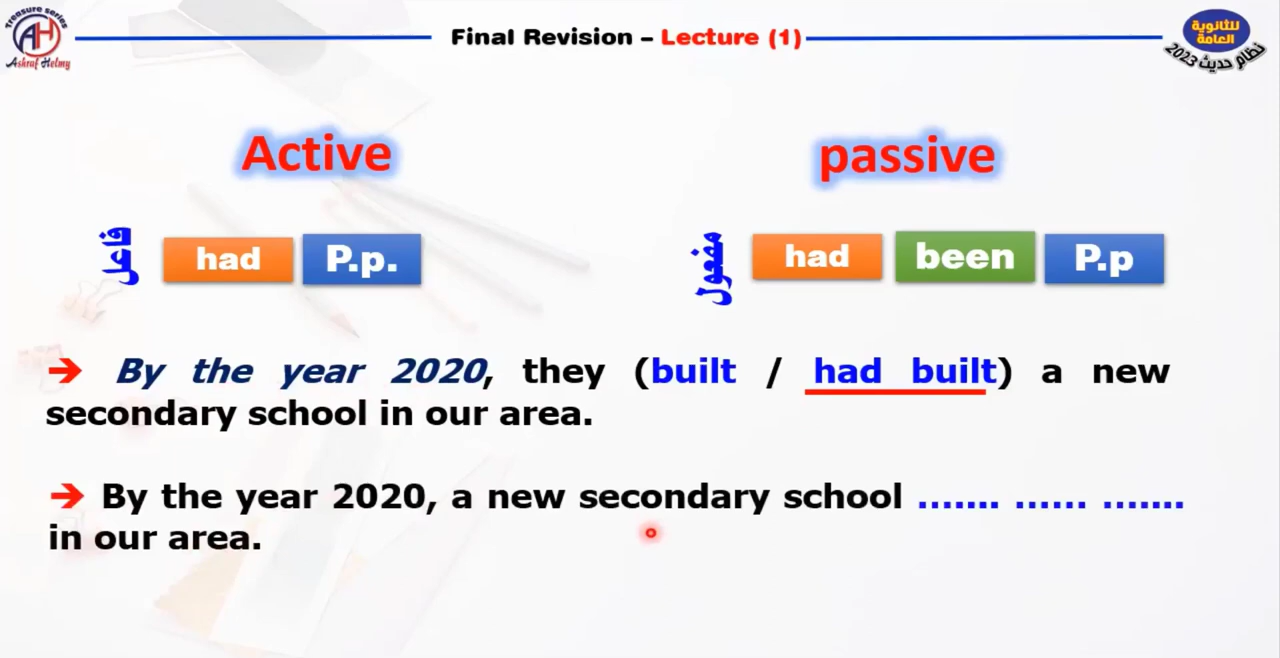 Treasure series
AH
Ashraf Helmy
Final Revision – Lecture (1)
للثانوية
العامة
نظام حديث 2023
Active
passive
فاعل
had
P.p.
مفعول
had
been
P.p
➔ By the year 2020, they (built / had built) a new
secondary school in our area.
➔ By the year 2020, a new secondary school ....... ...... .......
in our area.